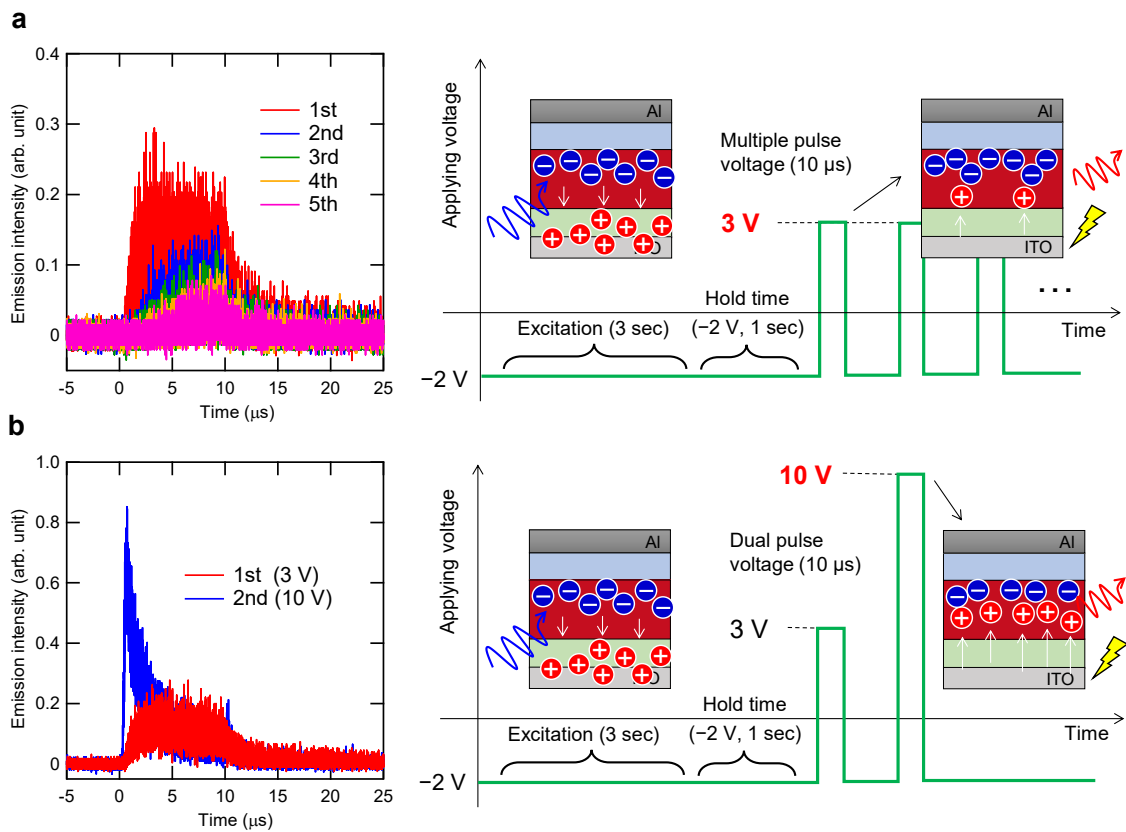 a
Emission intensity (arb. unit)
0.4
0.3
0.2
0.1
0
-5
0
5
10
15
20
25
Time (μs)
1st
2nd
3rd
4th
5th
Applying voltage
Al
Multiple pulse
voltage (10 μs)
Al
3 V
ITO
Hold time
Excitation (3 sec)
(−2 V, 1 sec)
...
Time
−2 V
b
Emission intensity (arb. unit)
1.0
0.8
0.6
0.4
0.2
0
-5
0
5
10
15
20
25
Time (μs)
1st (3 V)
2nd (10 V)
Applying voltage
10 V
Al
Dual pulse
voltage (10 μs)
Al
3 V
ITO
Hold time
Excitation (3 sec)
(−2 V, 1 sec)
Time
−2 V